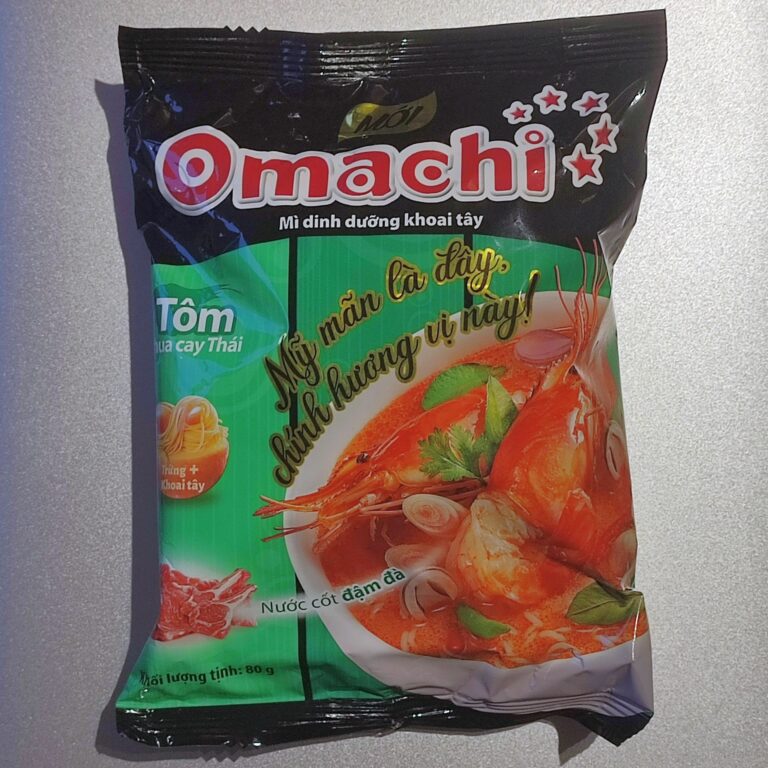 MỚI
Omachi
Mì dinh dưỡng khoai tây
Mỹ mãn là đây,
chính hương vị này!
Tôm
ua cay Thái
Trứng +
Khoai tây
Nước cốt đậm đà
Khối lượng tịnh: 80 g